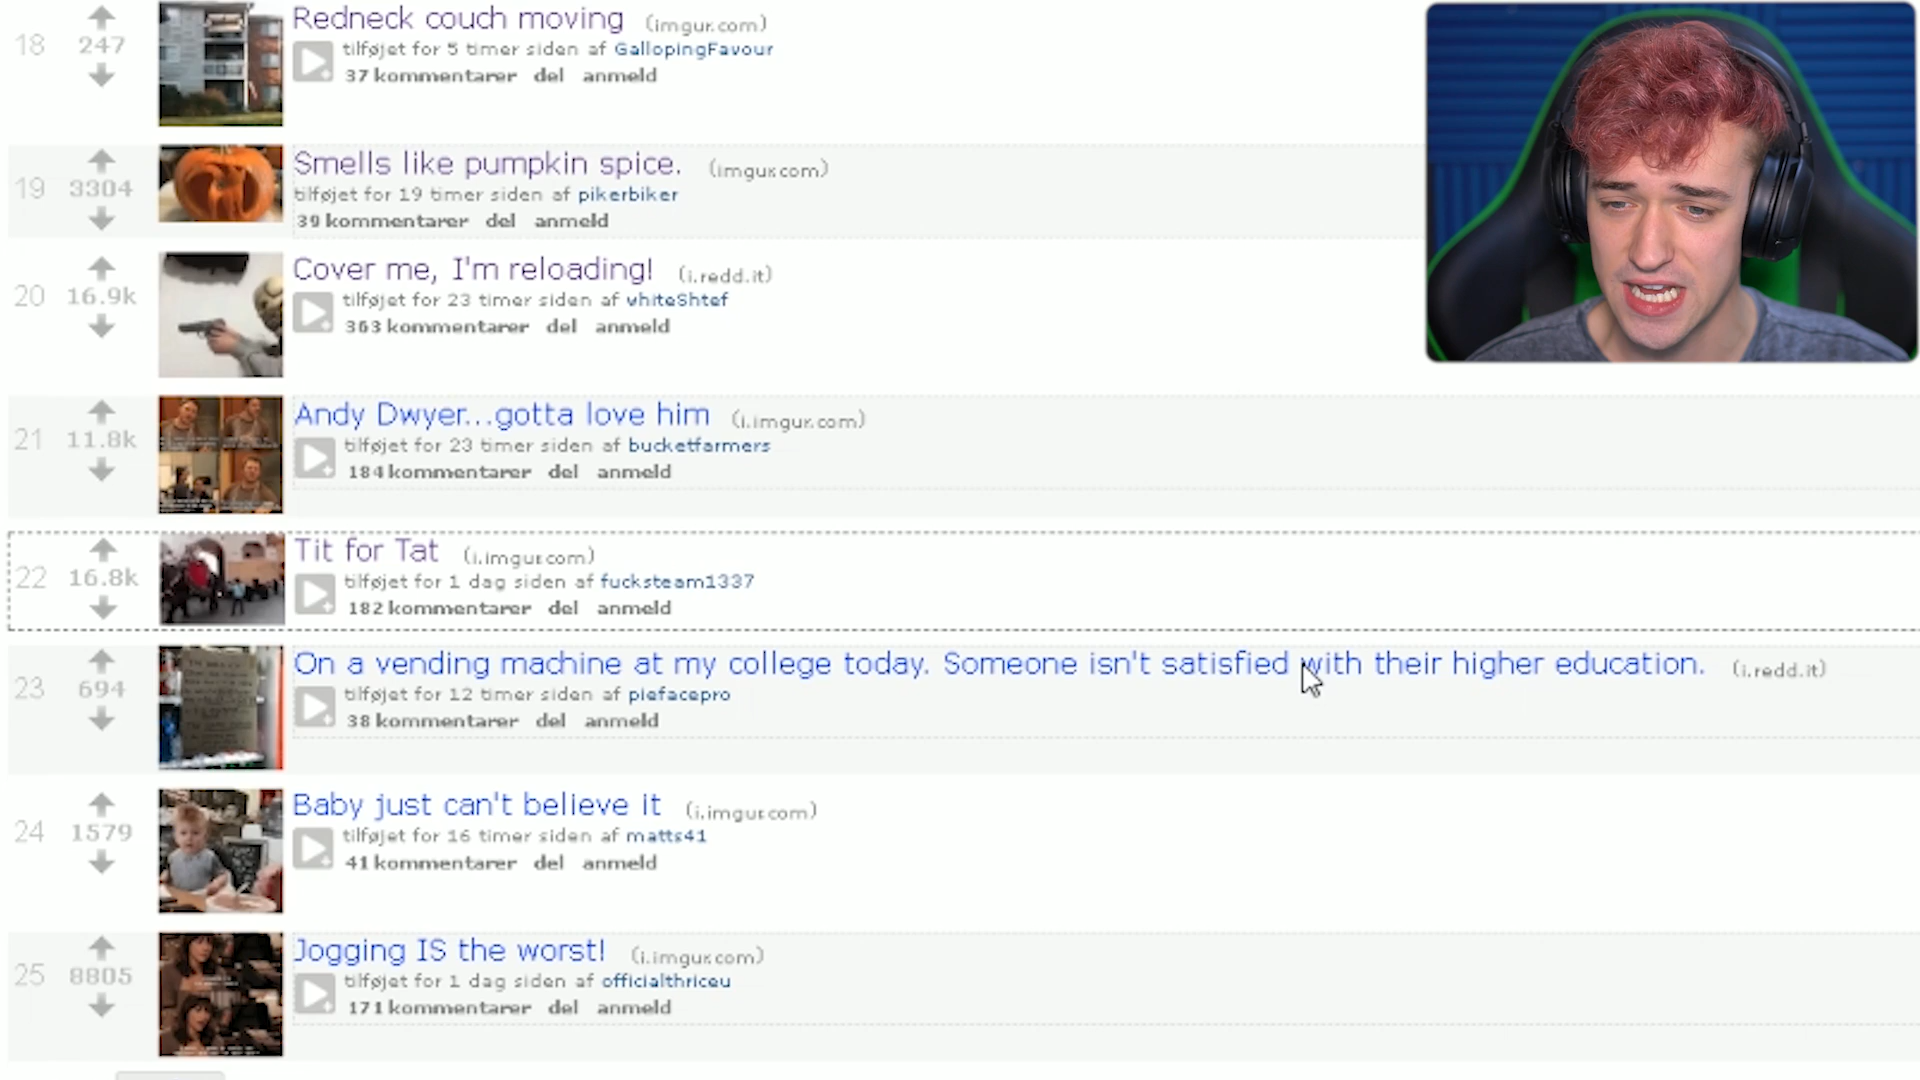 18
247
Redneck couch moving (imgur.com)
tilføjet for 5 timer siden af GallopingFavour
37 kommentarer del anmeld
19
3304
Smells like pumpkin spice. (imgur.com)
tilføjet for 19 timer siden af pikerbiker
39 kommentarer del anmeld
20
16.9k
Cover me, I'm reloading! (i.redd.it)
tilføjet for 23 timer siden af whiteShtef
363 kommentarer del anmeld
21
11.8k
Andy Dwyer...gotta love him (i.imgur.com)
tilføjet for 23 timer siden af bucketfarmers
184 kommentarer del anmeld
22
16.8k
Tit for Tat (i.imgur.com)
tilføjet for 1 dag siden af fucksteam1337
182 kommentarer del anmeld
23
694
On a vending machine at my college today. Someone isn't satisfied with their higher education. (i.redd.it)
tilføjet for 12 timer siden af piefacepro
38 kommentarer del anmeld
24
1579
Baby just can't believe it (i.imgur.com)
tilføjet for 16 timer siden af matts41
41 kommentarer del anmeld
25
8805
Jogging IS the worst! (i.imgur.com)
tilføjet for 1 dag siden af officialthriceu
171 kommentarer del anmeld